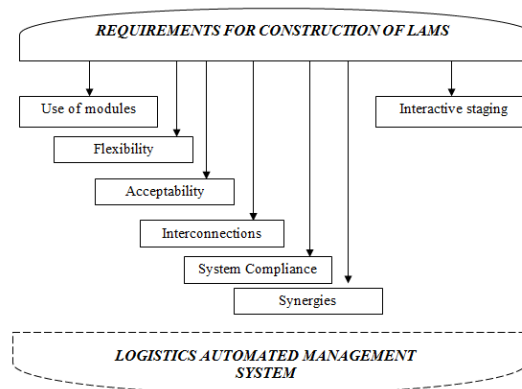 REQUIREMENTS FOR CONSTRUCTION OF LAMS
Use of modules
Interactive staging
Flexibility
Acceptability
Interconnections
System Compliance
Synergies
LOGISTICS AUTOMATED MANAGEMENT
SYSTEM